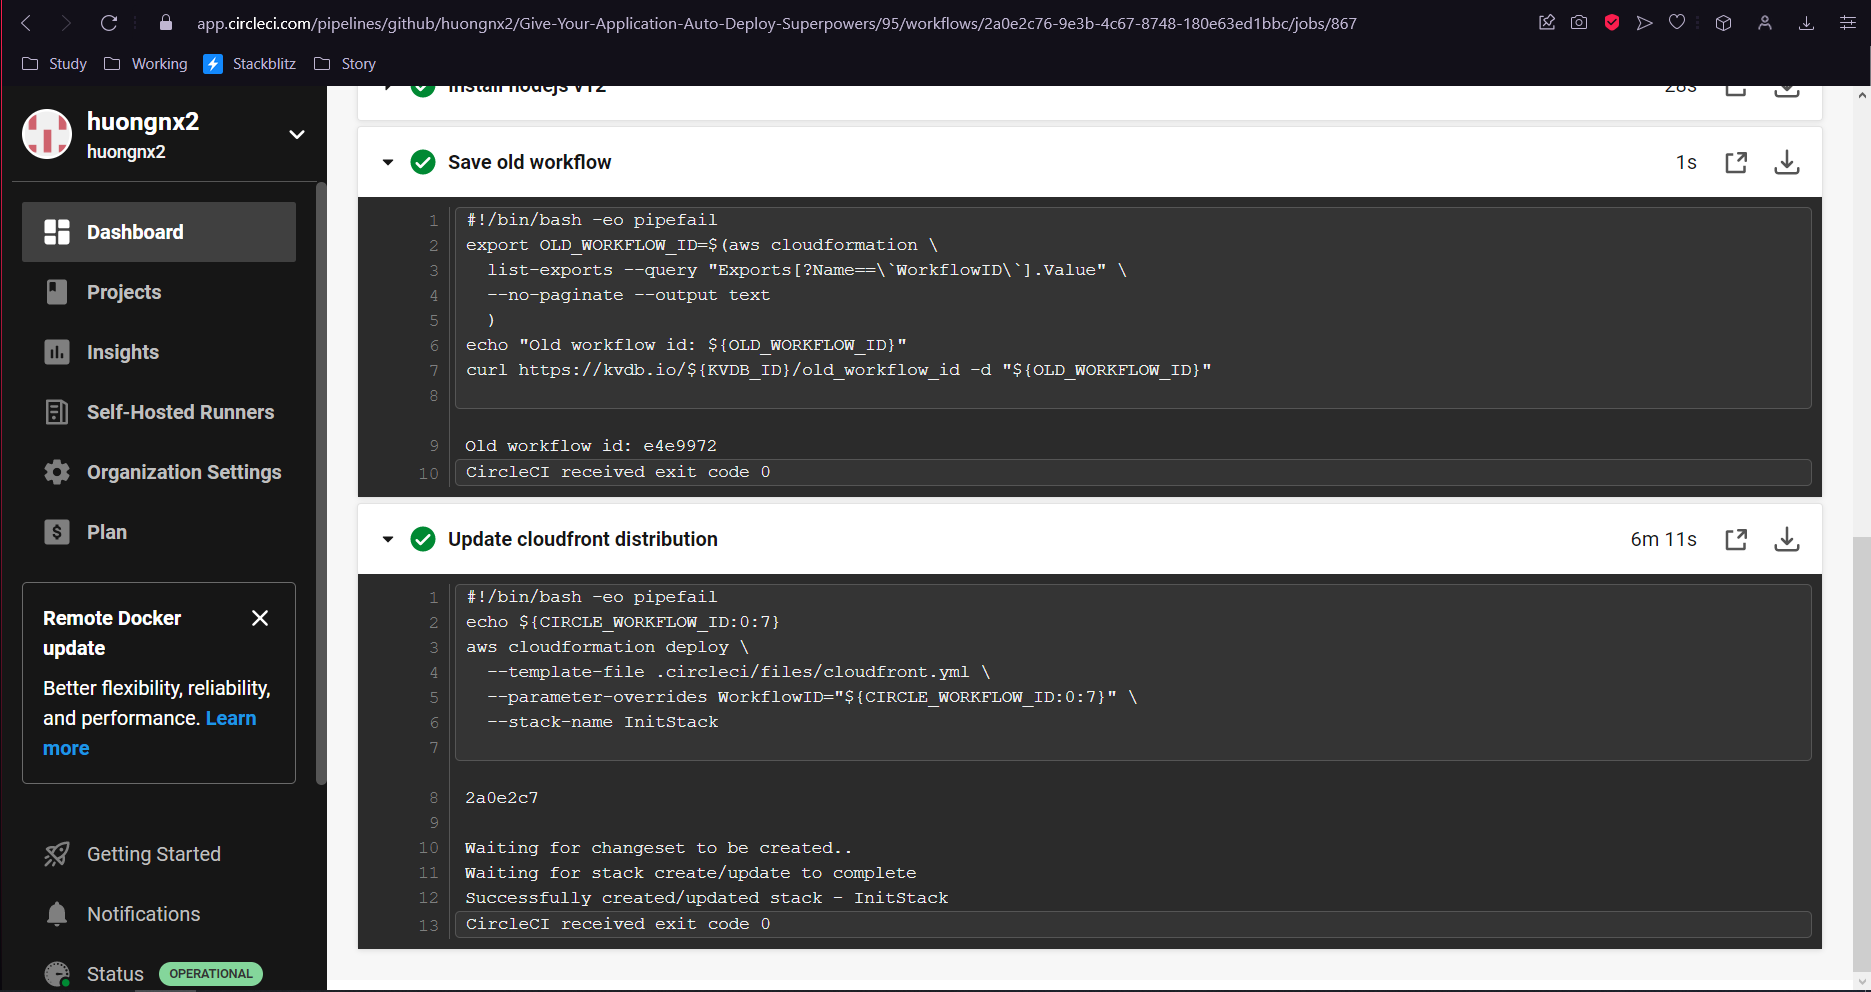 app.circleci.com/pipelines/github/huongnx2/Give-Your-Application-Auto-Deploy-Superpowers/95/workflows/2a0e2c76-9e3b-4c67-8748-180e63ed1bbc/jobs/867
Study Working Stackblitz Story
huongnx2
huongnx2
Dashboard
Projects
Insights
Self-Hosted Runners
Organization Settings
Plan
Remote Docker
update
Better flexibility, reliability,
and performance. Learn
more
Getting Started
Notifications
Status OPERATIONAL
Install nodejs v12 28s
Save old workflow 1s
1 #!/bin/bash -eo pipefail
2 export OLD_WORKFLOW_ID=$(aws cloudformation \
3 list-exports --query "Exports[?Name==\`WorkflowID\`].Value" \
4 --no-paginate --output text
5 )
6 echo "Old workflow id: ${OLD_WORKFLOW_ID}"
7 curl https://kvdb.io/${KVDB_ID}/old_workflow_id -d "${OLD_WORKFLOW_ID}"
8
9 Old workflow id: e4e9972
10 CircleCI received exit code 0
Update cloudfront distribution 6m 11s
1 #!/bin/bash -eo pipefail
2 echo ${CIRCLE_WORKFLOW_ID:0:7}
3 aws cloudformation deploy \
4 --template-file .circleci/files/cloudfront.yml \
5 --parameter-overrides WorkflowID="${CIRCLE_WORKFLOW_ID:0:7}" \
6 --stack-name InitStack
7
8 2a0e2c7
9
10 Waiting for changeset to be created..
11 Waiting for stack create/update to complete
12 Successfully created/updated stack - InitStack
13 CircleCI received exit code 0